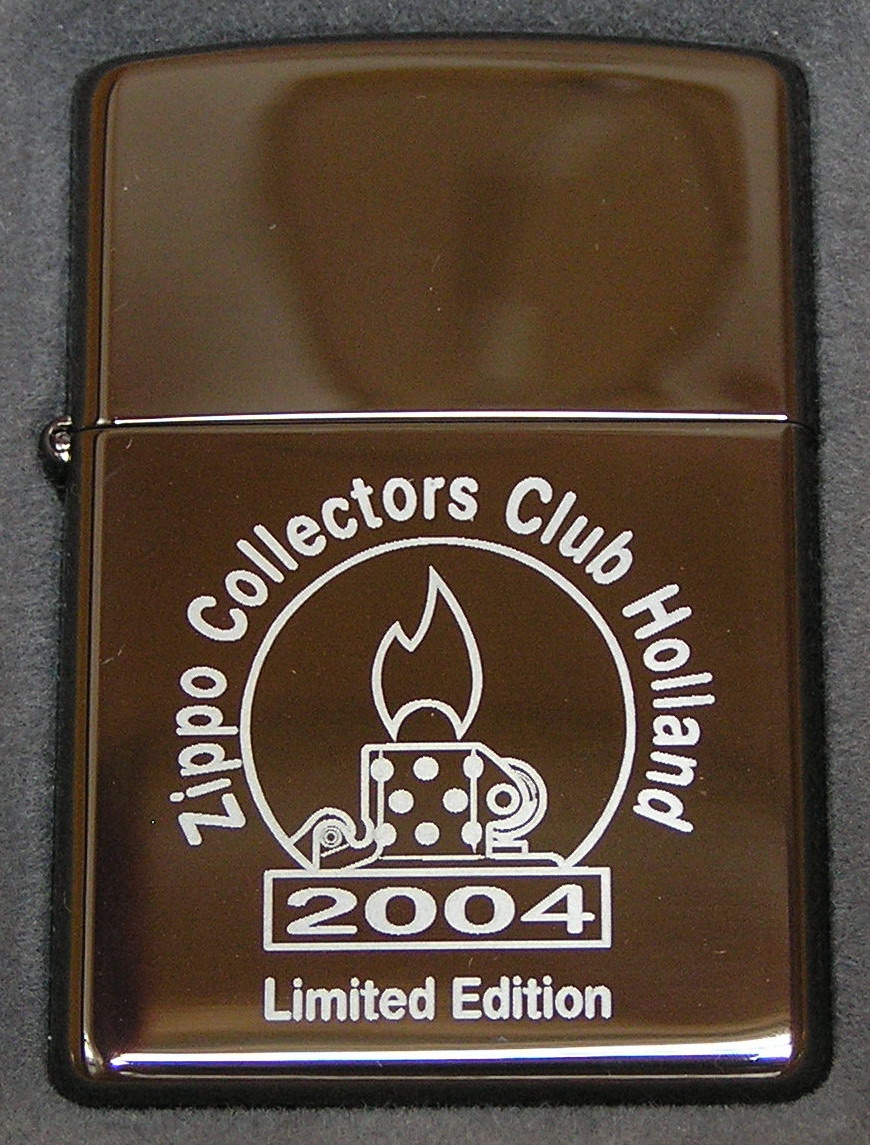 Zippo Collectors Club Holland
2004
Limited Edition